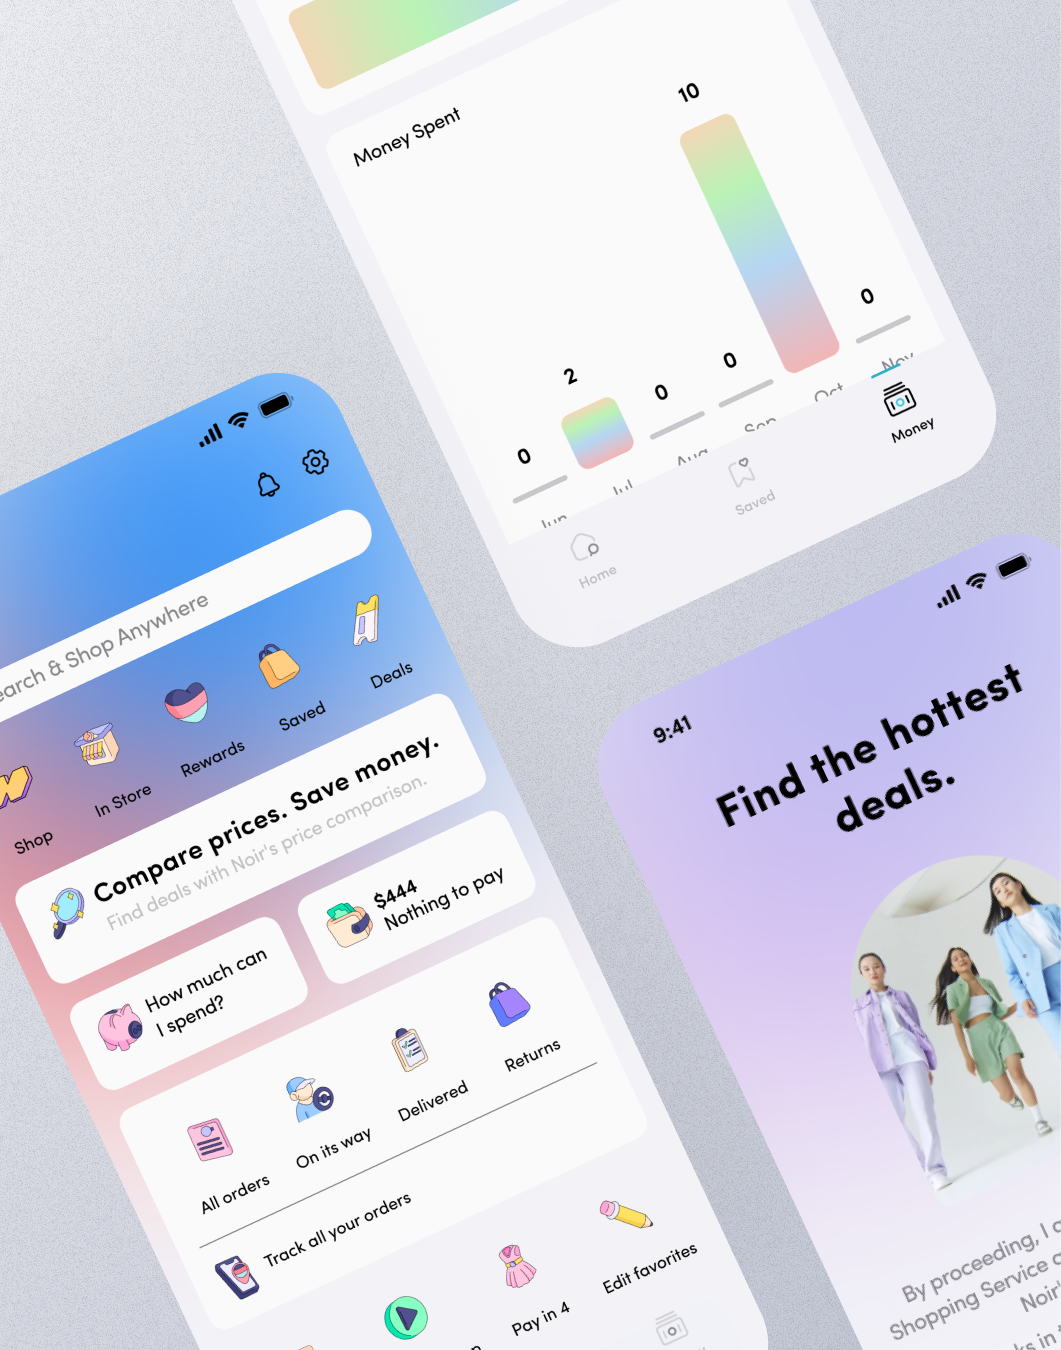 Money Spent
10
2
0
0
0
0
Jun
Jul
Aug
Sep
Oct
Nov
Home
Saved
Money
earch & Shop Anywhere
Shop
In Store
Rewards
Saved
Deals
Compare prices. Save money.
Find deals with Noir's price comparison.
How much can
I spend?
$444
Nothing to pay
All orders
On its way
Delivered
Returns
Track all your orders
Pay in 4
Edit favorites
9:41
Find the hottest
deals.
By proceeding, I
Shopping Service
Noir'
ks in